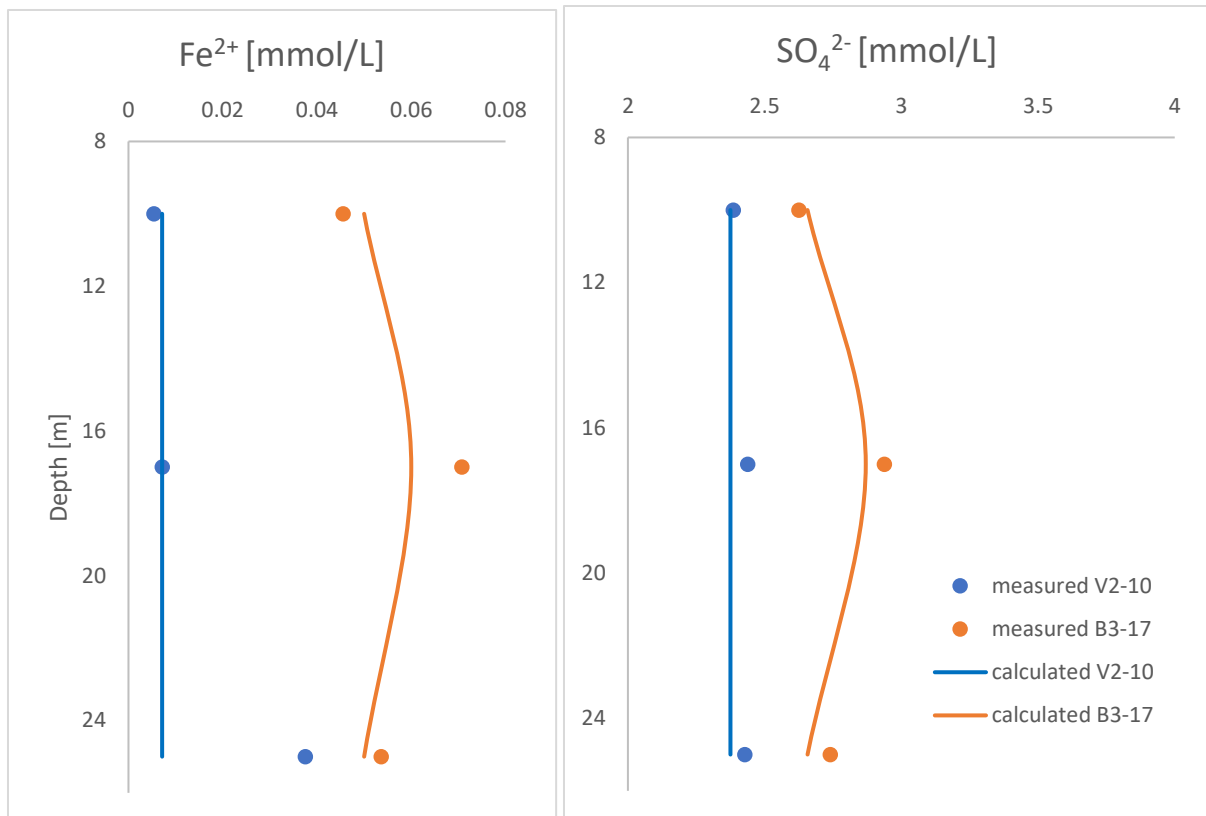 Fe²⁺ [mmol/L]
0 0.02 0.04 0.06 0.08
8
12
16
20
24
Depth [m]
SO₄²⁻ [mmol/L]
2 2.5 3 3.5 4
8
12
16
20
24
measured V2-10
measured B3-17
calculated V2-10
calculated B3-17